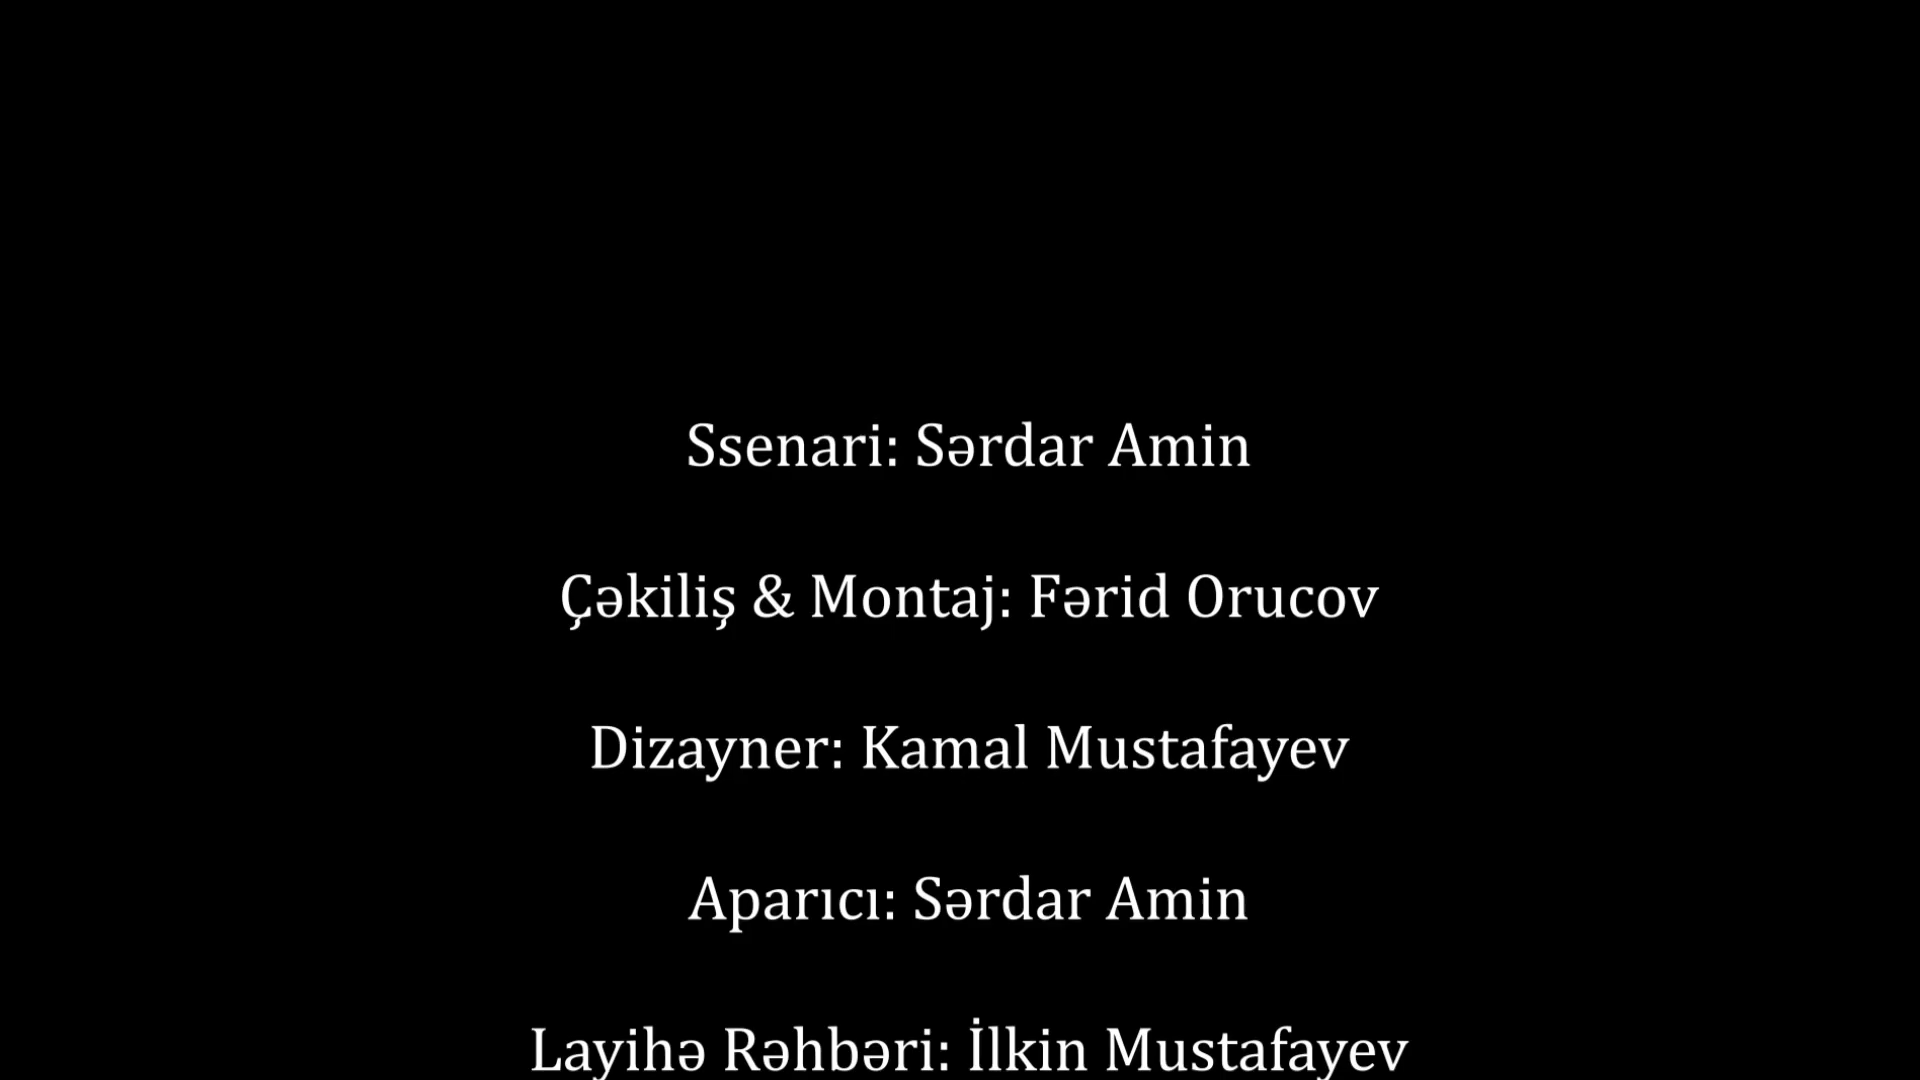 Ssenari: Sərdar Amin
Çəkiliş & Montaj: Fərid Orucov
Dizayner: Kamal Mustafayev
Aparıcı: Sərdar Amin
Layihə Rəhbəri: İlkin Mustafayev